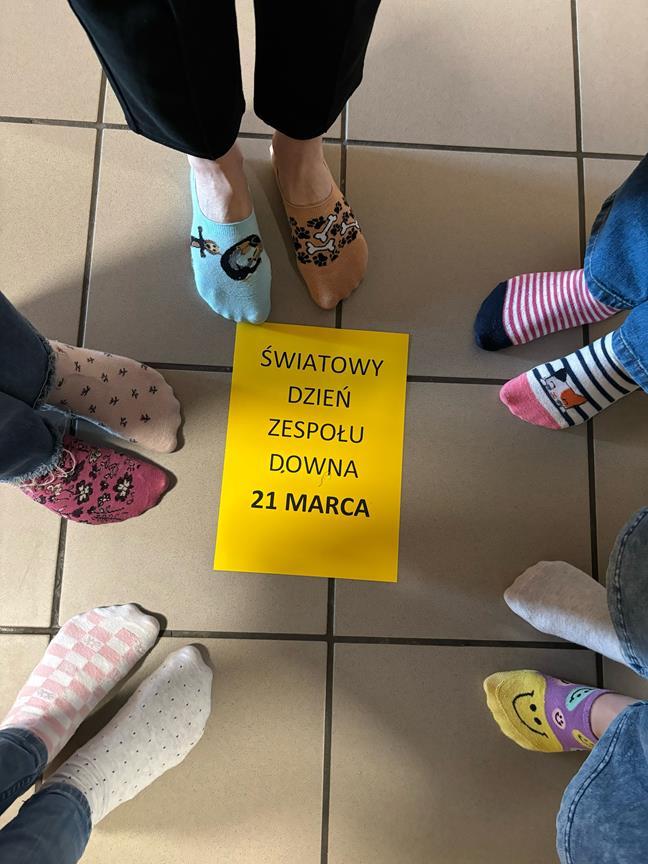 ŚWIATOWY
DZIEŃ
ZESPOŁU
DOWNA
21 MARCA